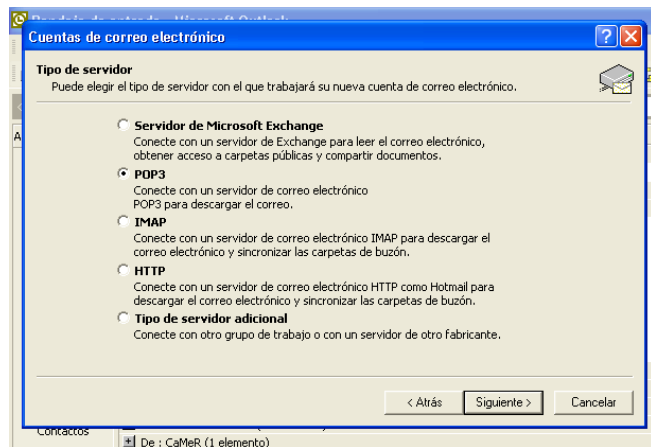 Bandeja de entrada - Microsoft Outlook
Cuentas de correo electrónico
Tipo de servidor
Puede elegir el tipo de servidor con el que trabajará su nueva cuenta de correo electrónico.
Servidor de Microsoft Exchange
Conecte con un servidor de Exchange para leer el correo electrónico,
obtener acceso a carpetas públicas y compartir documentos.
POP3
Conecte con un servidor de correo electrónico
POP3 para descargar el correo.
IMAP
Conecte con un servidor de correo electrónico IMAP para descargar el
correo electrónico y sincronizar las carpetas de buzón.
HTTP
Conecte con un servidor de correo electrónico HTTP como Hotmail para
descargar el correo electrónico y sincronizar las carpetas de buzón.
Tipo de servidor adicional
Conecte con otro grupo de trabajo o con un servidor de otro fabricante.
< Atrás Siguiente > Cancelar
Contactos
De : CaMeR (1 elemento)